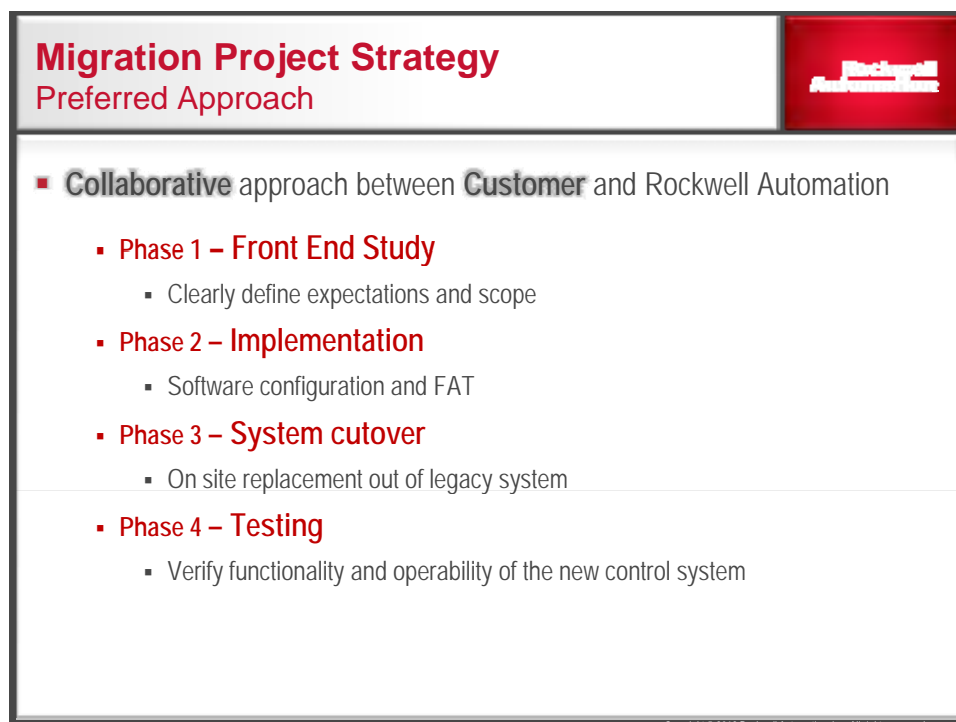 Migration Project Strategy
Preferred Approach
Rockwell
Automation
▪ Collaborative approach between Customer and Rockwell Automation
▪ Phase 1 – Front End Study
▪ Clearly define expectations and scope
▪ Phase 2 – Implementation
▪ Software configuration and FAT
▪ Phase 3 – System cutover
▪ On site replacement out of legacy system
▪ Phase 4 – Testing
▪ Verify functionality and operability of the new control system